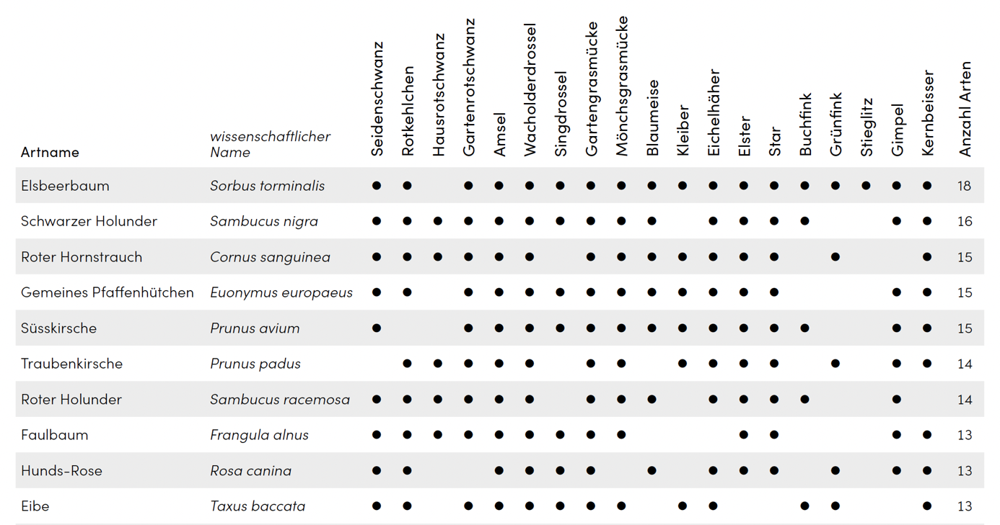 Artname wissenschaftlicher Name Seidenschwanz Rotkehlchen Hausrotschwanz Gartenrotschwanz Amsel Wacholderdrossel Singdrossel Gartengrasmücke Mönchsgrasmücke Blaumeise Kleiber Eichelhäher Elster Star Buchfink Grünfink Stieglitz Gimpel Kernbeisser Anzahl Arten
Elsbeerbaum Sorbus torminalis ● ● ● ● ● ● ● ● ● ● ● ● ● ● ● ● ● ● 18
Schwarzer Holunder Sambucus nigra ● ● ● ● ● ● ● ● ● ● ● ● ● ● ● ● 16
Roter Hornstrauch Cornus sanguinea ● ● ● ● ● ● ● ● ● ● ● ● ● ● ● 15
Gemeines Pfaffenhütchen Euonymus europaeus ● ● ● ● ● ● ● ● ● ● ● ● ● ● ● 15
Süsskirsche Prunus avium ● ● ● ● ● ● ● ● ● ● ● ● ● ● ● 15
Traubenkirsche Prunus padus ● ● ● ● ● ● ● ● ● ● ● ● ● ● 14
Roter Holunder Sambucus racemosa ● ● ● ● ● ● ● ● ● ● ● ● ● ● 14
Faulbaum Frangula alnus ● ● ● ● ● ● ● ● ● ● ● ● ● 13
Hunds-Rose Rosa canina ● ● ● ● ● ● ● ● ● ● ● ● ● 13
Eibe Taxus baccata ● ● ● ● ● ● ● ● ● ● ● ● ● 13